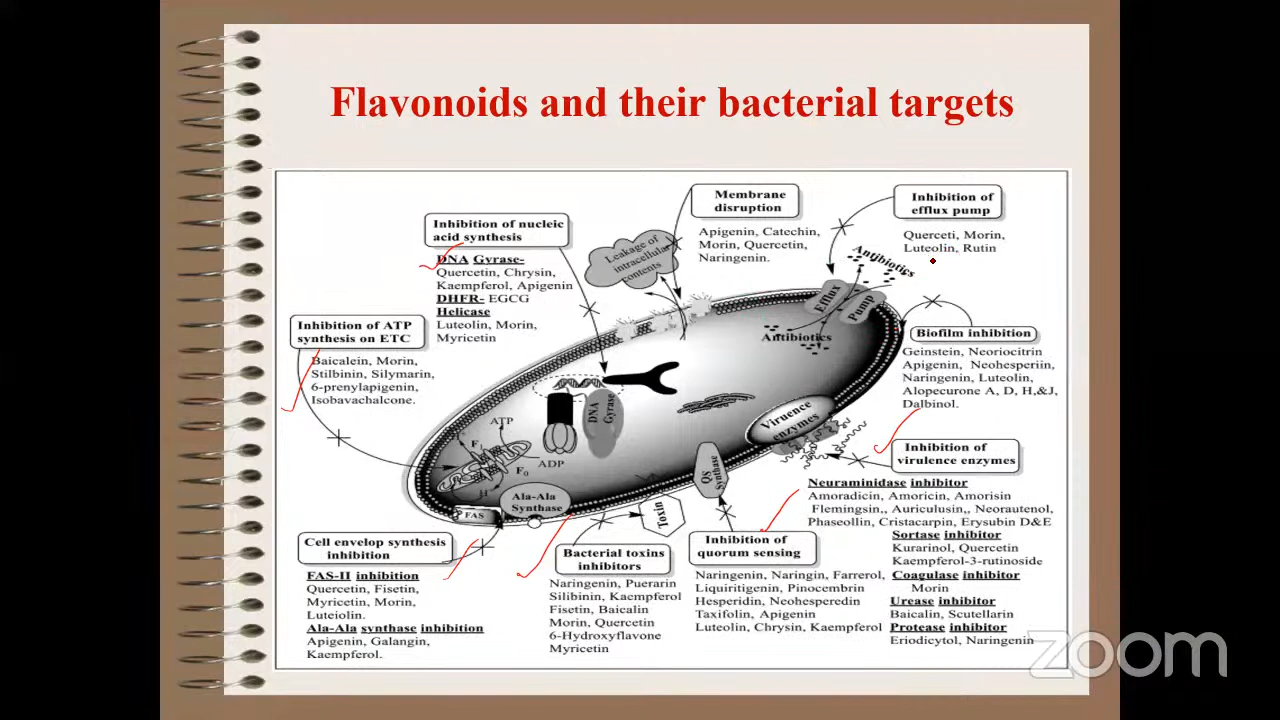 Flavonoids and their bacterial targets
Membrane
disruption
Apigenin, Catechin,
Morin, Quercetin,
Naringenin.
Inhibition of
efflux pump
Querceti, Morin,
Luteolin, Rutin
Inhibition of nucleic
acid synthesis
DNA Gyrase-
Quercetin, Chrysin,
Kaempferol, Apigenin
DHFR- EGCG
Helicase
Luteolin, Morin,
Myricetin
Leakage of
intracellular
contents
Antibiotics
Efflux
Pump
Antibiotics
Inhibition of ATP
synthesis on ETC
Baicalein, Morin,
Stilbinin, Silymarin,
6-prenylapigenin,
Isobavachalcone.
Biofilm inhibition
Geinstein, Neoriocitrin
Apigenin, Neohesperiin,
Naringenin, Luteolin,
Alopecurone A, D, H,&J,
Dalbinol.
DNA
Gyrase
ATP
ADP
F0
Viruence
enzymes
QS
Synthase
Ala-Ala
Synthase
FAS
Toxin
Inhibition of
virulence enzymes
Neuraminidase inhibitor
Amoradicin, Amoricin, Amorisin
Flemingsin,, Auriculusin,, Neorautenol,
Phaseollin, Cristacarpin, Erysubin D&E
Sortase inhibitor
Kurarinol, Quercetin
Kaempferol-3-rutinoside
Coagulase inhibitor
Morin
Urease inhibitor
Baicalin, Scutellarin
Protease inhibitor
Eriodicytol, Naringenin
Cell envelop synthesis
inhibition
FAS-II inhibition
Quercetin, Fisetin,
Myricetin, Morin,
Luteiolin.
Ala-Ala synthase inhibition
Apigenin, Galangin,
Kaempferol.
Bacterial toxins
inhibitors
Naringenin, Puerarin
Silibinin, Kaempferol
Fisetin, Baicalin
Morin, Quercetin
6-Hydroxyflavone
Myricetin
Inhibition of
quorum sensing
Naringenin, Naringin, Farrerol,
Liquiritigenin, Pinocembrin
Hesperidin, Neohesperedin
Taxifolin, Apigenin
Luteolin, Chrysin, Kaempferol
zoom